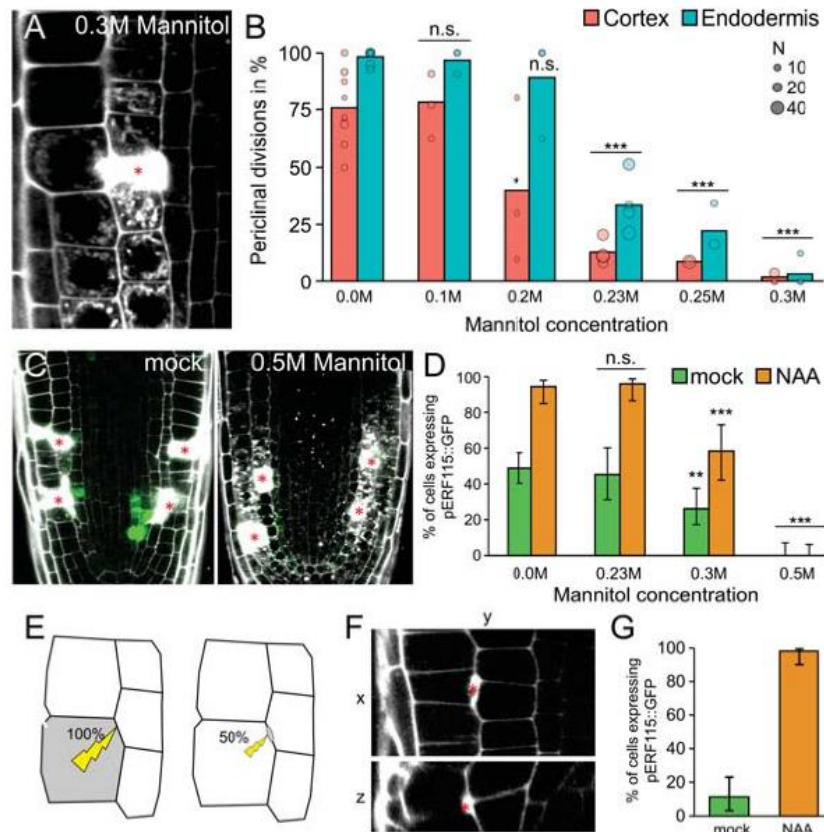 A 0.3M Mannitol
*
B
Cortex Endodermis
Periclinal divisions in %
100
75
50
25
0
n.s.
n.s.
*
***
***
***
N
10
20
40
0.0M 0.1M 0.2M 0.23M 0.25M 0.3M
Mannitol concentration
C mock 0.5M Mannitol
* * * *
* * * *
D
mock NAA
% of cells expressing
pERF115::GFP
100
80
60
40
20
0
n.s.
**
***
***
0.0M 0.23M 0.3M 0.5M
Mannitol concentration
E
100%
50%
F
y
x
*
z
*
G
% of cells expressing
pERF115::GFP
100
80
60
40
20
0
mock NAA